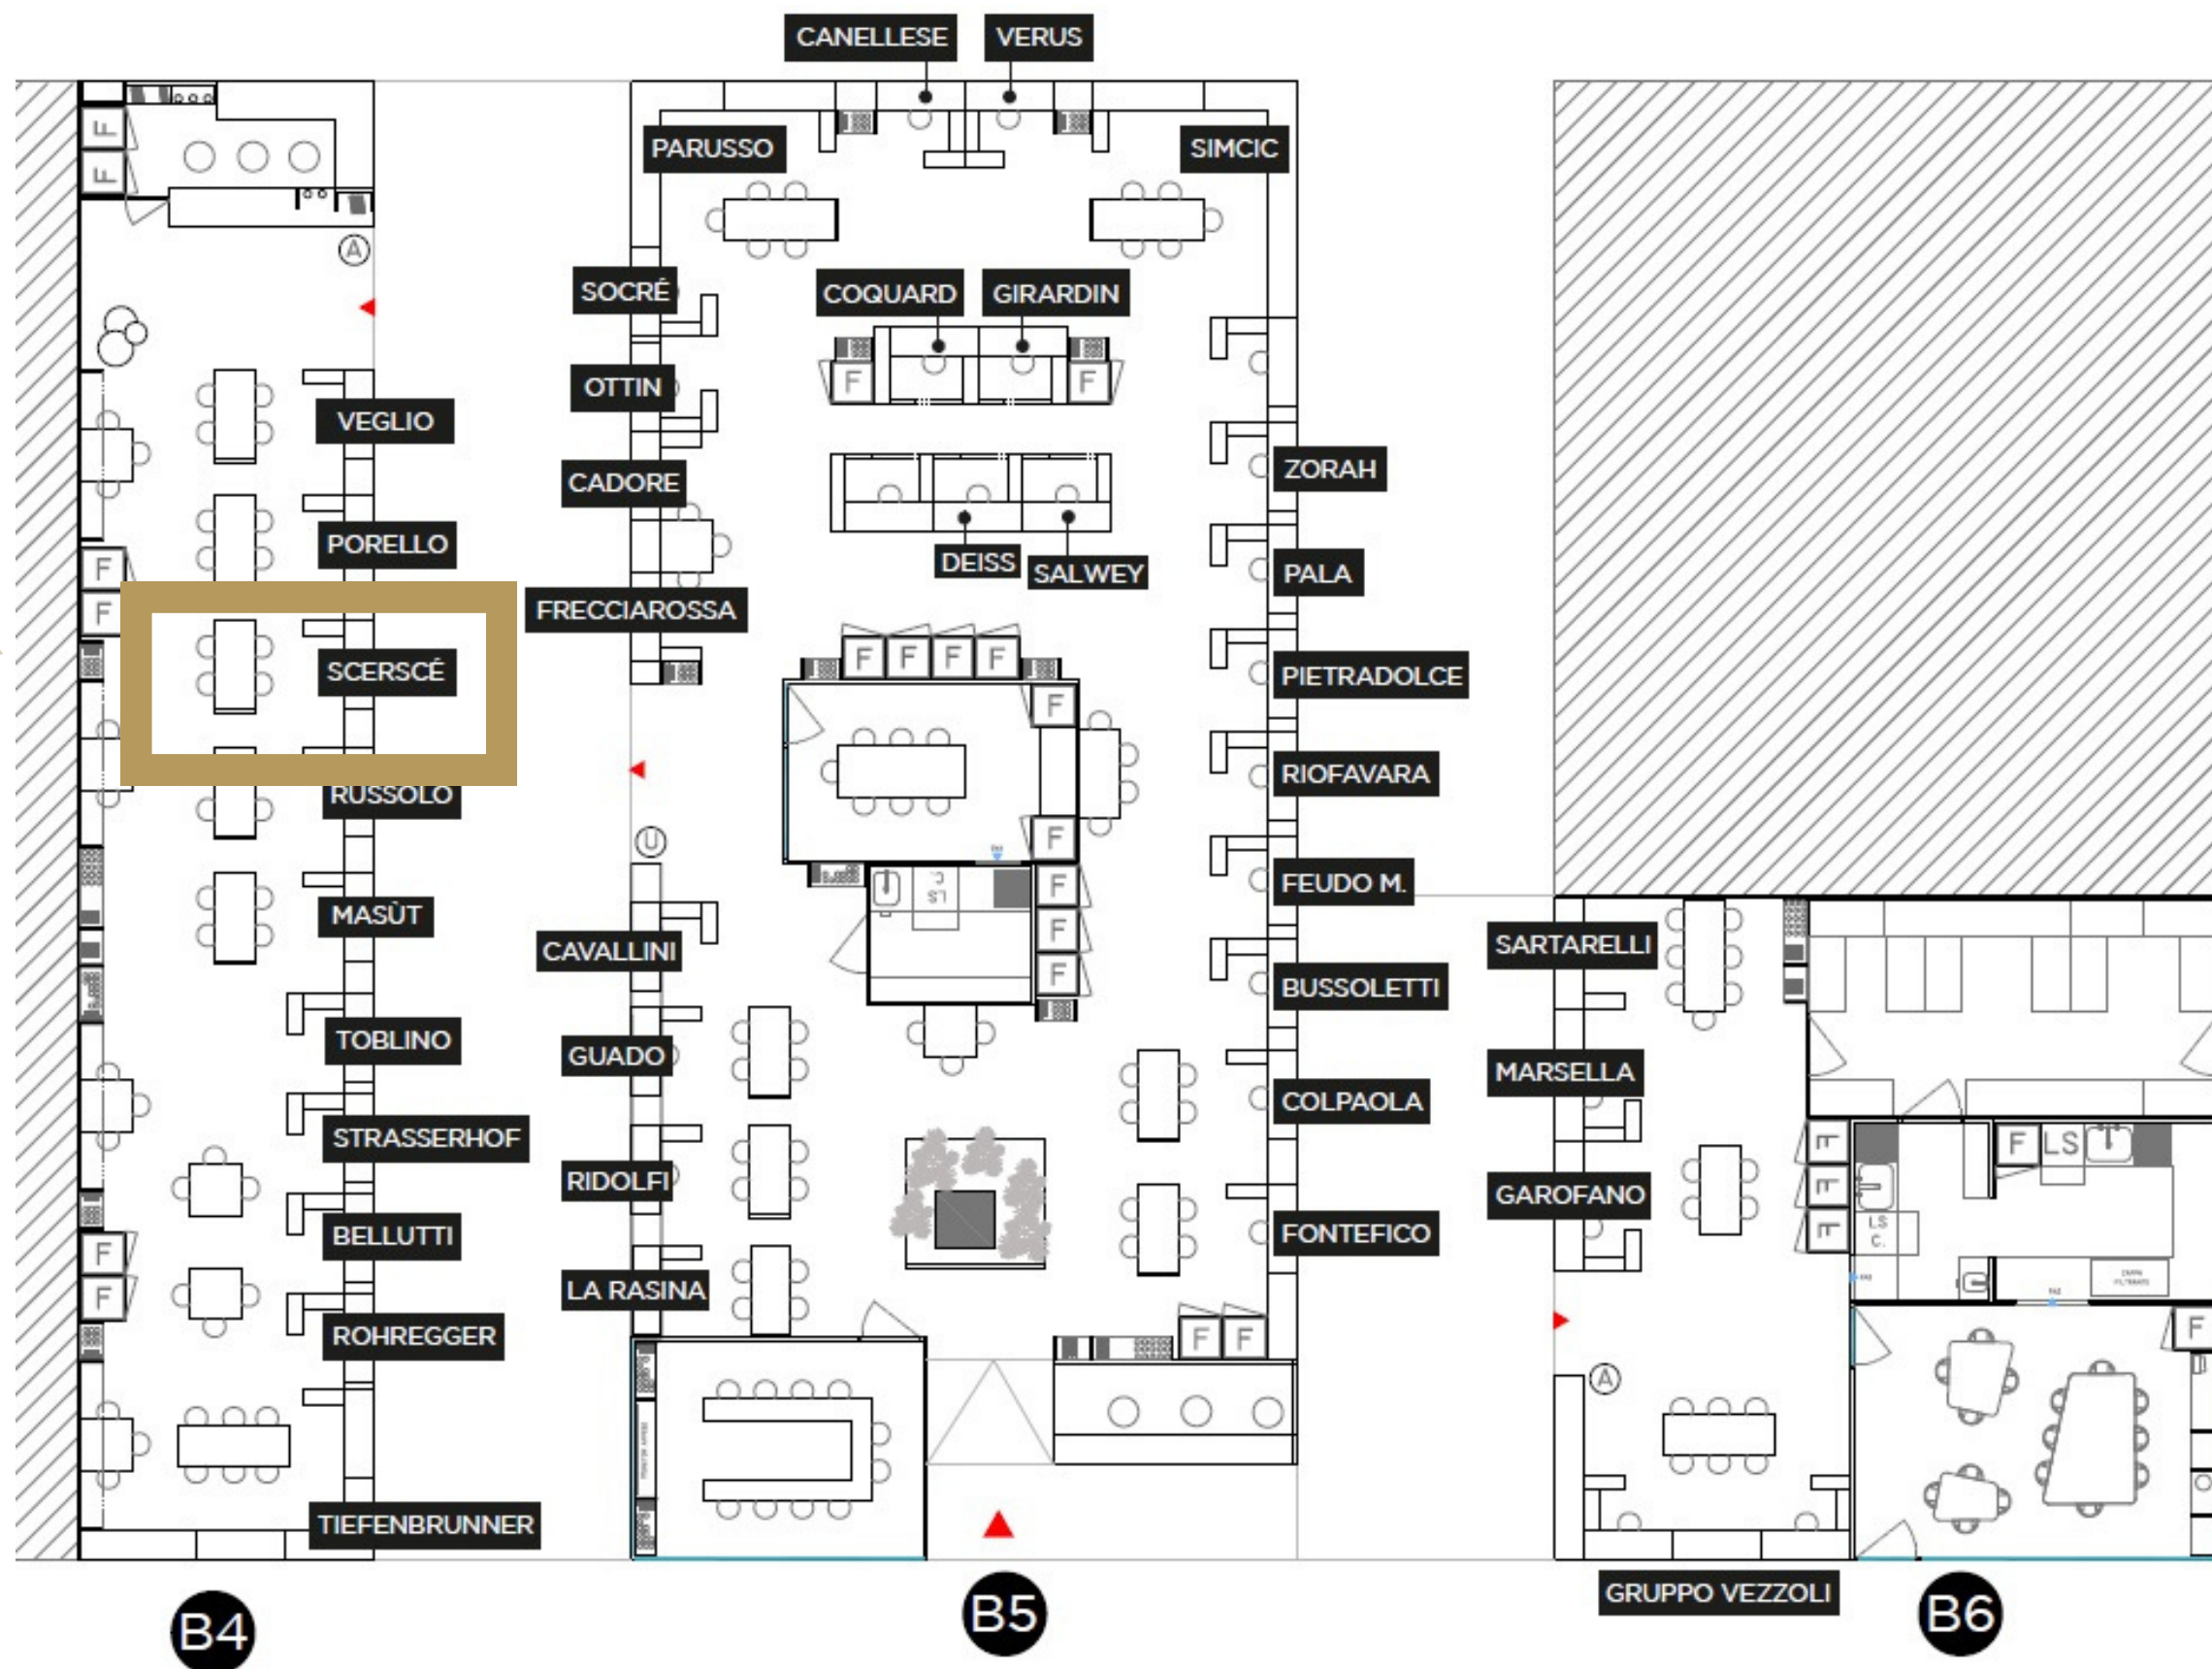 CANELLESE VERUS
PARUSSO SIMCIC
F
F
A
SOCRÉ COQUARD GIRARDIN
OTTIN F F
VEGLIO
CADORE ZORAH
PORELLO DEISS SALWEY PALA
F
F FRECCIAROSSA
F F F F
SCERSCÉ PIETRADOLCE
F
RUSSOLO RIOFAVARA
U F
MASÙT FEUDO M.
F
F
F
CAVALLINI SARTARELLI
BUSSOLETTI
TOBLINO GUADO MARSELLA
COLPAOLA
STRASSERHOF F F LS
RIDOLFI GAROFANO F
BELLUTTI FONTEFICO F
LS
C.
F
F
LA RASINA
ROHREGGER F F F
A
TIEFENBRUNNER
GRUPPO VEZZOLI
B4 B5 B6